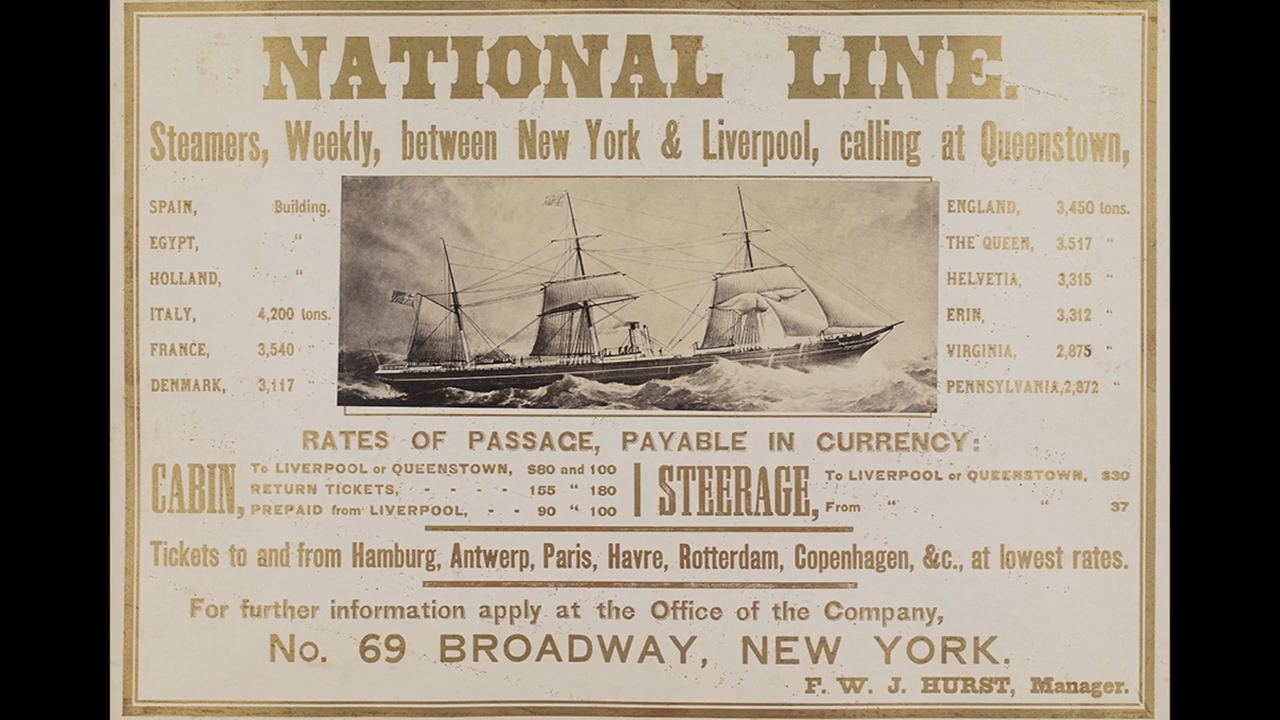 NATIONAL LINE.
Steamers, Weekly, between New York & Liverpool, calling at Queenstown,
SPAIN, Building.
EGYPT, "
HOLLAND, "
ITALY, 4,200 tons.
FRANCE, 3,540 "
DENMARK, 3,117 "
ENGLAND, 3,450 tons.
THE QUEEN, 3,517 "
HELVETIA, 3,315 "
ERIN, 3,312 "
VIRGINIA, 2,875 "
PENNSYLVANIA, 2,872 "
RATES OF PASSAGE, PAYABLE IN CURRENCY:
CABIN, To LIVERPOOL or QUEENSTOWN, $80 and 100
RETURN TICKETS, - - - - 155 " 180
PREPAID from LIVERPOOL, - - 90 " 100
STEERAGE, To LIVERPOOL or QUEENSTOWN, $30
From " " 37
Tickets to and from Hamburg, Antwerp, Paris, Havre, Rotterdam, Copenhagen, &c., at lowest rates.
For further information apply at the Office of the Company,
No. 69 BROADWAY, NEW YORK.
F. W. J. HURST, Manager.